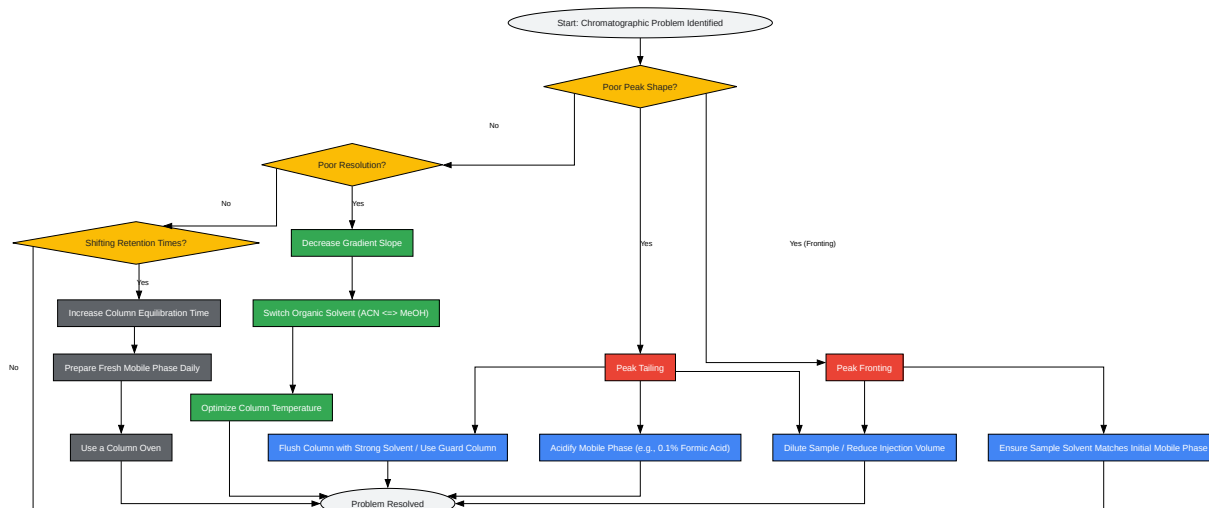 Start: Chromatographic Problem Identified
Poor Peak Shape?
No
Poor Resolution?
No
Yes
Shifting Retention Times?
Decrease Gradient Slope
Yes
Yes (Fronting)
Yes
Increase Column Equilibration Time
Switch Organic Solvent (ACN <=> MeOH)
No
Prepare Fresh Mobile Phase Daily
Peak Tailing
Peak Fronting
Optimize Column Temperature
Use a Column Oven
Flush Column with Strong Solvent / Use Guard Column
Acidify Mobile Phase (e.g., 0.1% Formic Acid)
Dilute Sample / Reduce Injection Volume
Ensure Sample Solvent Matches Initial Mobile Phase
Problem Resolved